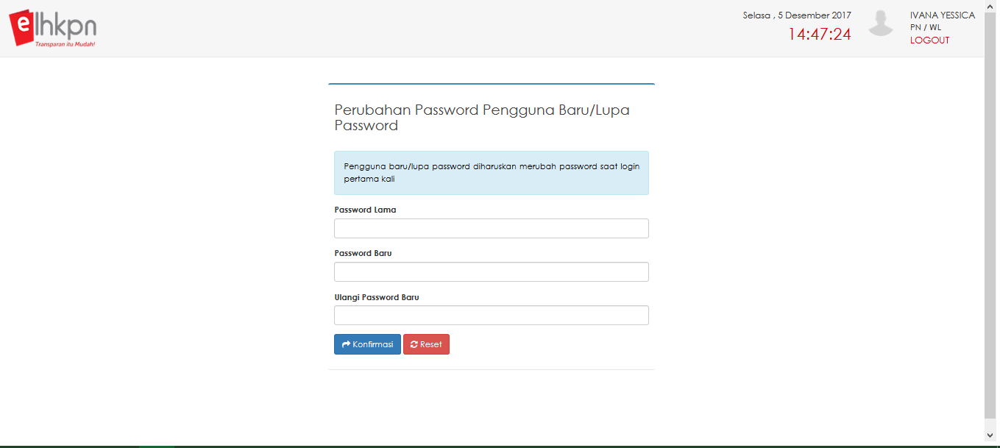 elhkpn
Transparan itu Mudah!
Selasa , 5 Desember 2017
14:47:24
IVANA YESSICA
PN / WL
LOGOUT
Perubahan Password Pengguna Baru/Lupa
Password
Pengguna baru/lupa password diharuskan merubah password saat login
pertama kali
Password Lama
Password Baru
Ulangi Password Baru
Konfirmasi
Reset